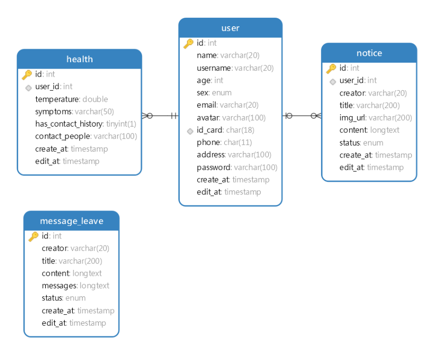 health
id: int
user_id: int
temperature: double
symptoms: varchar(50)
has_contact_history: tinyint(1)
contact_people: varchar(100)
create_at: timestamp
edit_at: timestamp
user
id: int
name: varchar(20)
username: varchar(20)
age: int
sex: enum
email: varchar(20)
avatar: varchar(100)
id_card: char(18)
phone: char(11)
address: varchar(100)
password: varchar(100)
create_at: timestamp
edit_at: timestamp
notice
id: int
user_id: int
creator: varchar(20)
title: varchar(200)
img_url: varchar(200)
content: longtext
status: enum
create_at: timestamp
edit_at: timestamp
message_leave
id: int
creator: varchar(20)
title: varchar(200)
content: longtext
messages: longtext
status: enum
create_at: timestamp
edit_at: timestamp